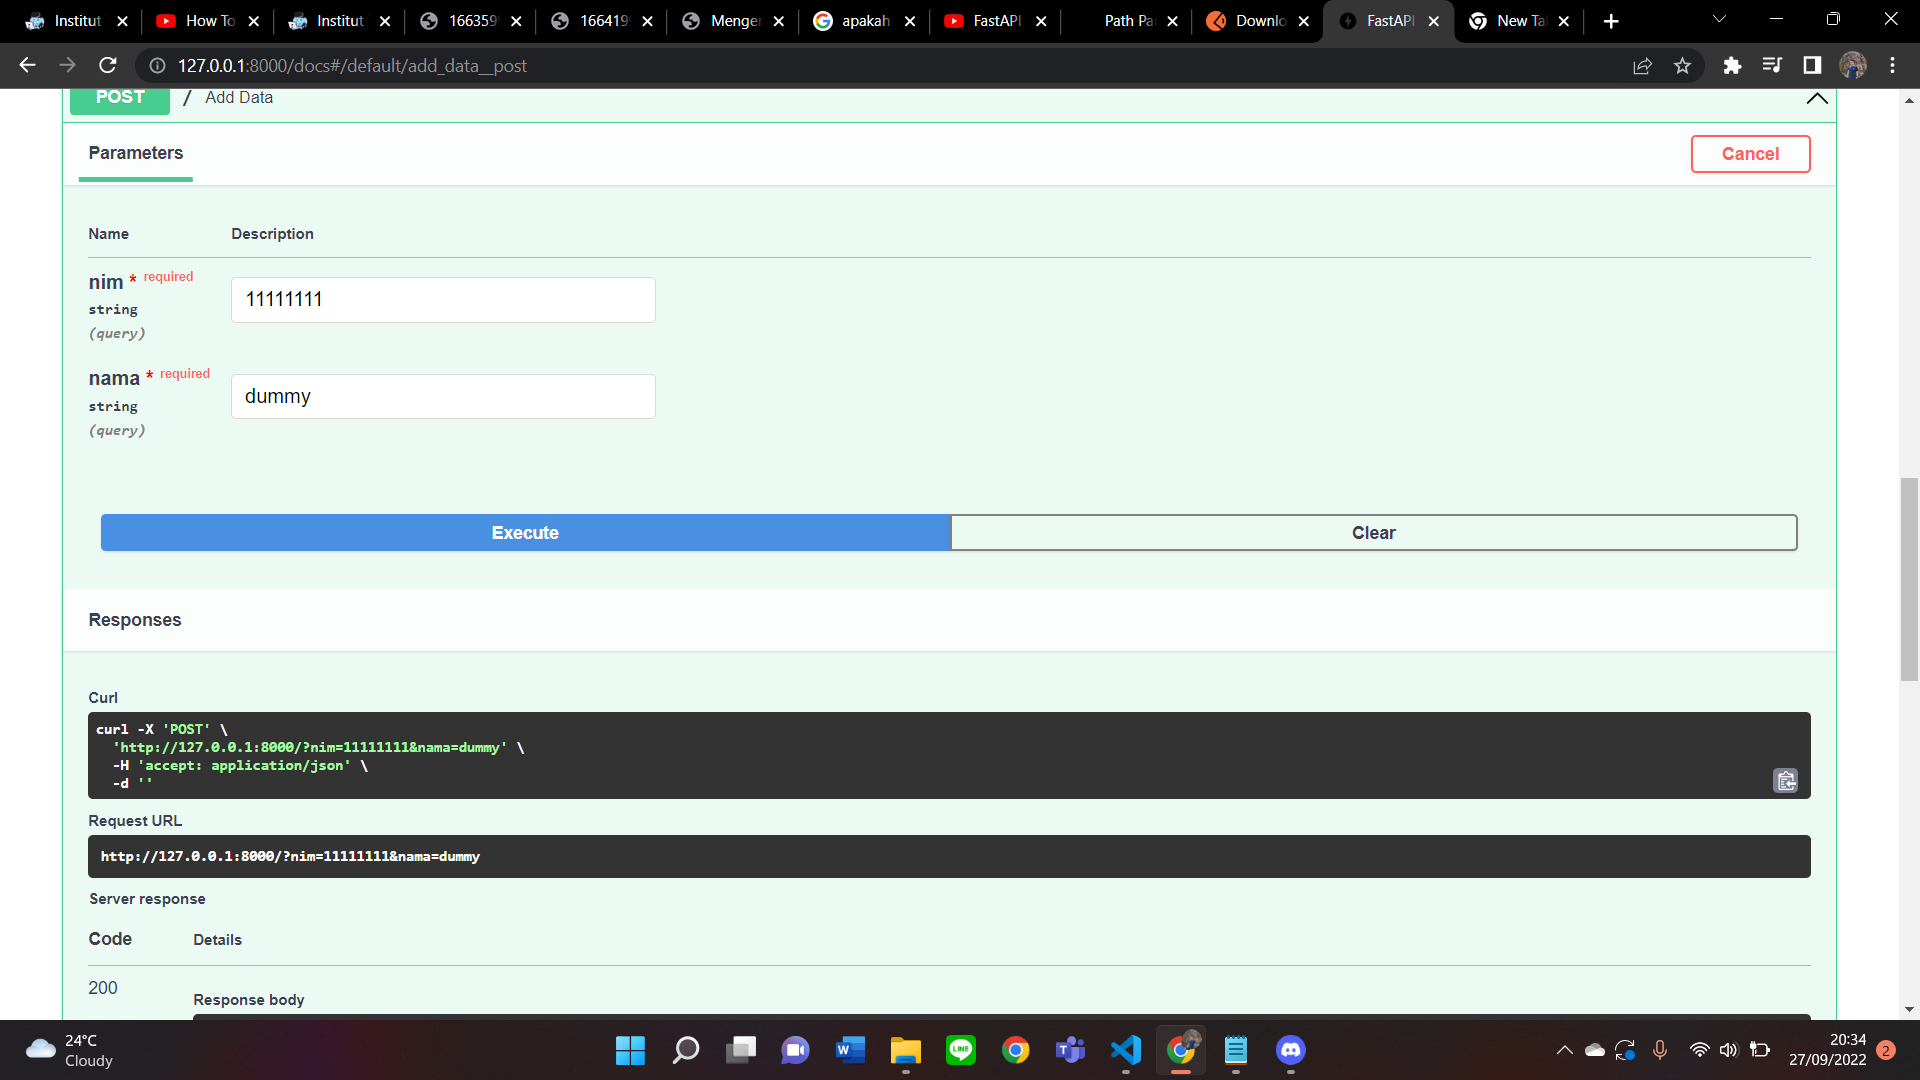 Institut
How To
Institut
166359
166419
Menger
apakah
FastAPI
Path Pa
Downlo
FastAPI
New Ta
127.0.0.1:8000/docs#/default/add_data__post
POST / Add Data
Parameters
Cancel
Name Description
nim * required
string
(query)
11111111
nama * required
string
(query)
dummy
Execute
Clear
Responses
Curl
curl -X 'POST' \
'http://127.0.0.1:8000/?nim=11111111&nama=dummy' \
-H 'accept: application/json' \
-d ''
Request URL
http://127.0.0.1:8000/?nim=11111111&nama=dummy
Server response
Code Details
200
Response body
24°C
Cloudy
LINE
20:34
27/09/2022
2